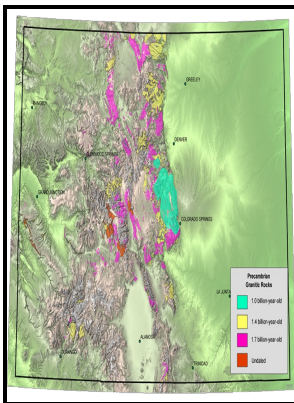 GREELEY
RANGELY
DENVER
GLENWOOD SPRINGS
GRAND JUNCTION
COLORADO SPRINGS
LA JUNTA
ALAMOSA
DURANGO
TRINIDAD
Precambrian
Granitic Rocks
1.0 billion-year-old
1.4 billion-year-old
1.7 billion-year-old
Undated